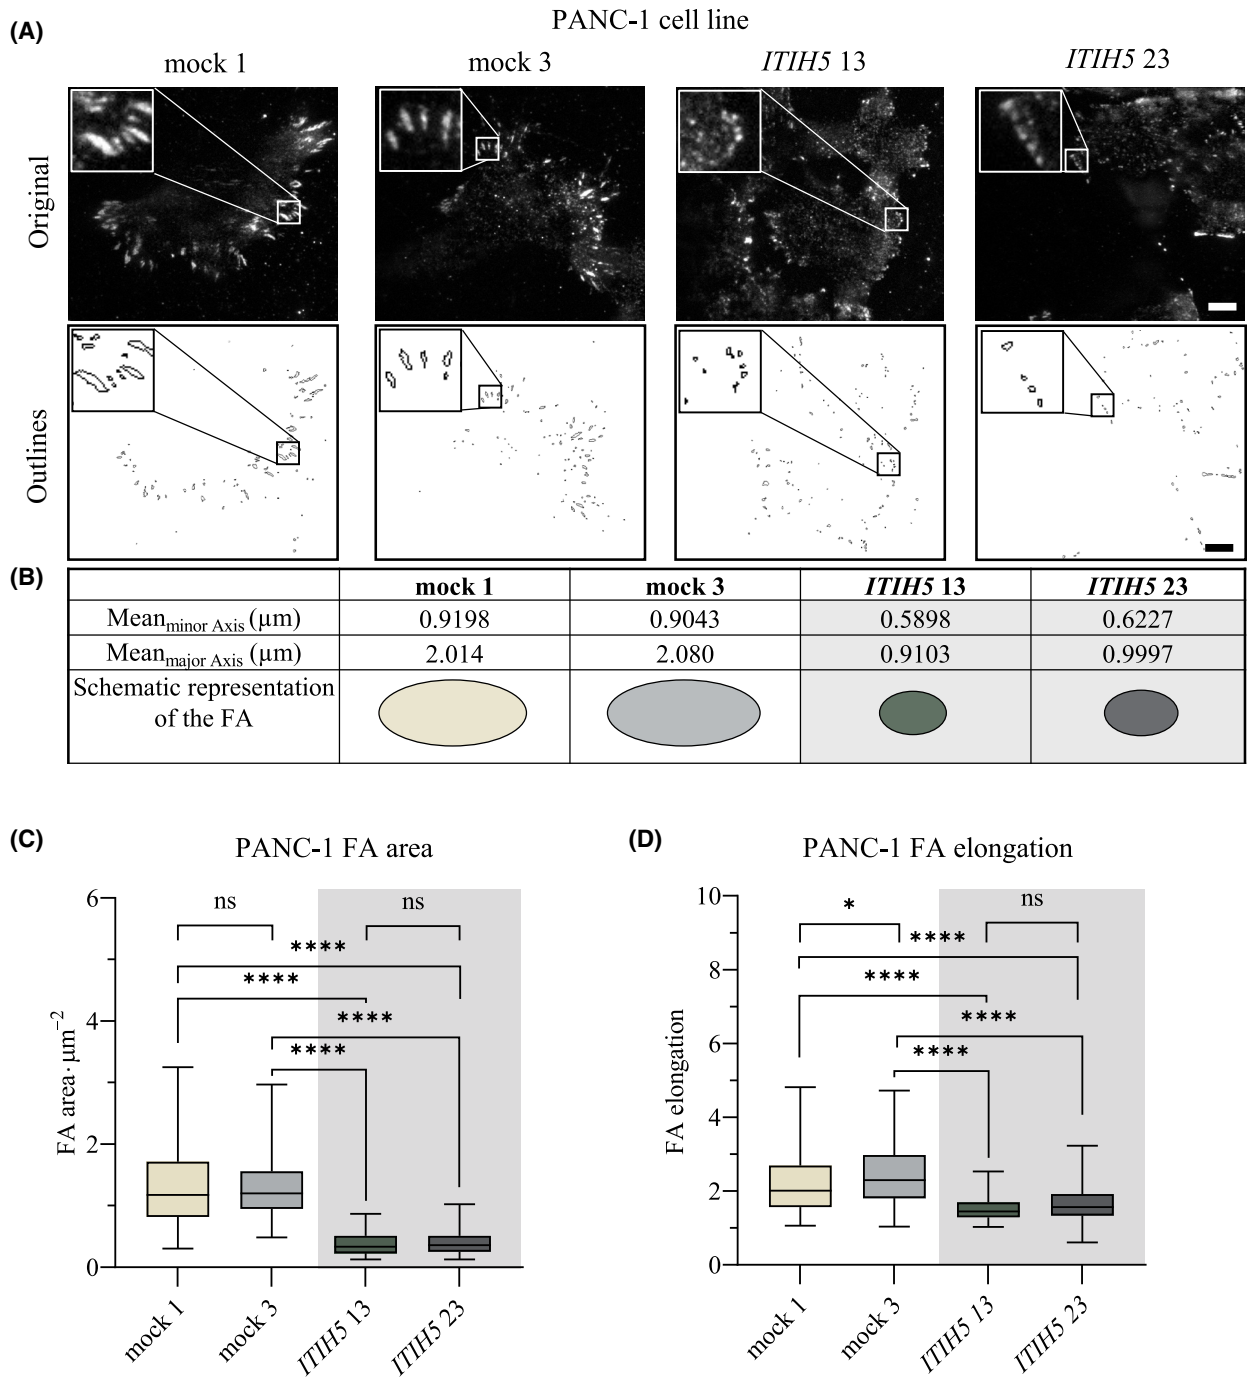 PANC-1 cell line
(A)
mock 1 mock 3 ITIH5 13 ITIH5 23
Original
Outlines
(B)
mock 1 mock 3 ITIH5 13 ITIH5 23
Mean minor Axis (µm) 0.9198 0.9043 0.5898 0.6227
Mean major Axis (µm) 2.014 2.080 0.9103 0.9997
Schematic representation
of the FA
(C)
PANC-1 FA area
FA area · µm⁻²
6
4
2
0
ns ns
****
****
****
****
mock 1 mock 3 ITIH5 13 ITIH5 23
(D)
PANC-1 FA elongation
FA elongation
10
8
6
4
2
0
* ns
****
****
****
****
mock 1 mock 3 ITIH5 13 ITIH5 23